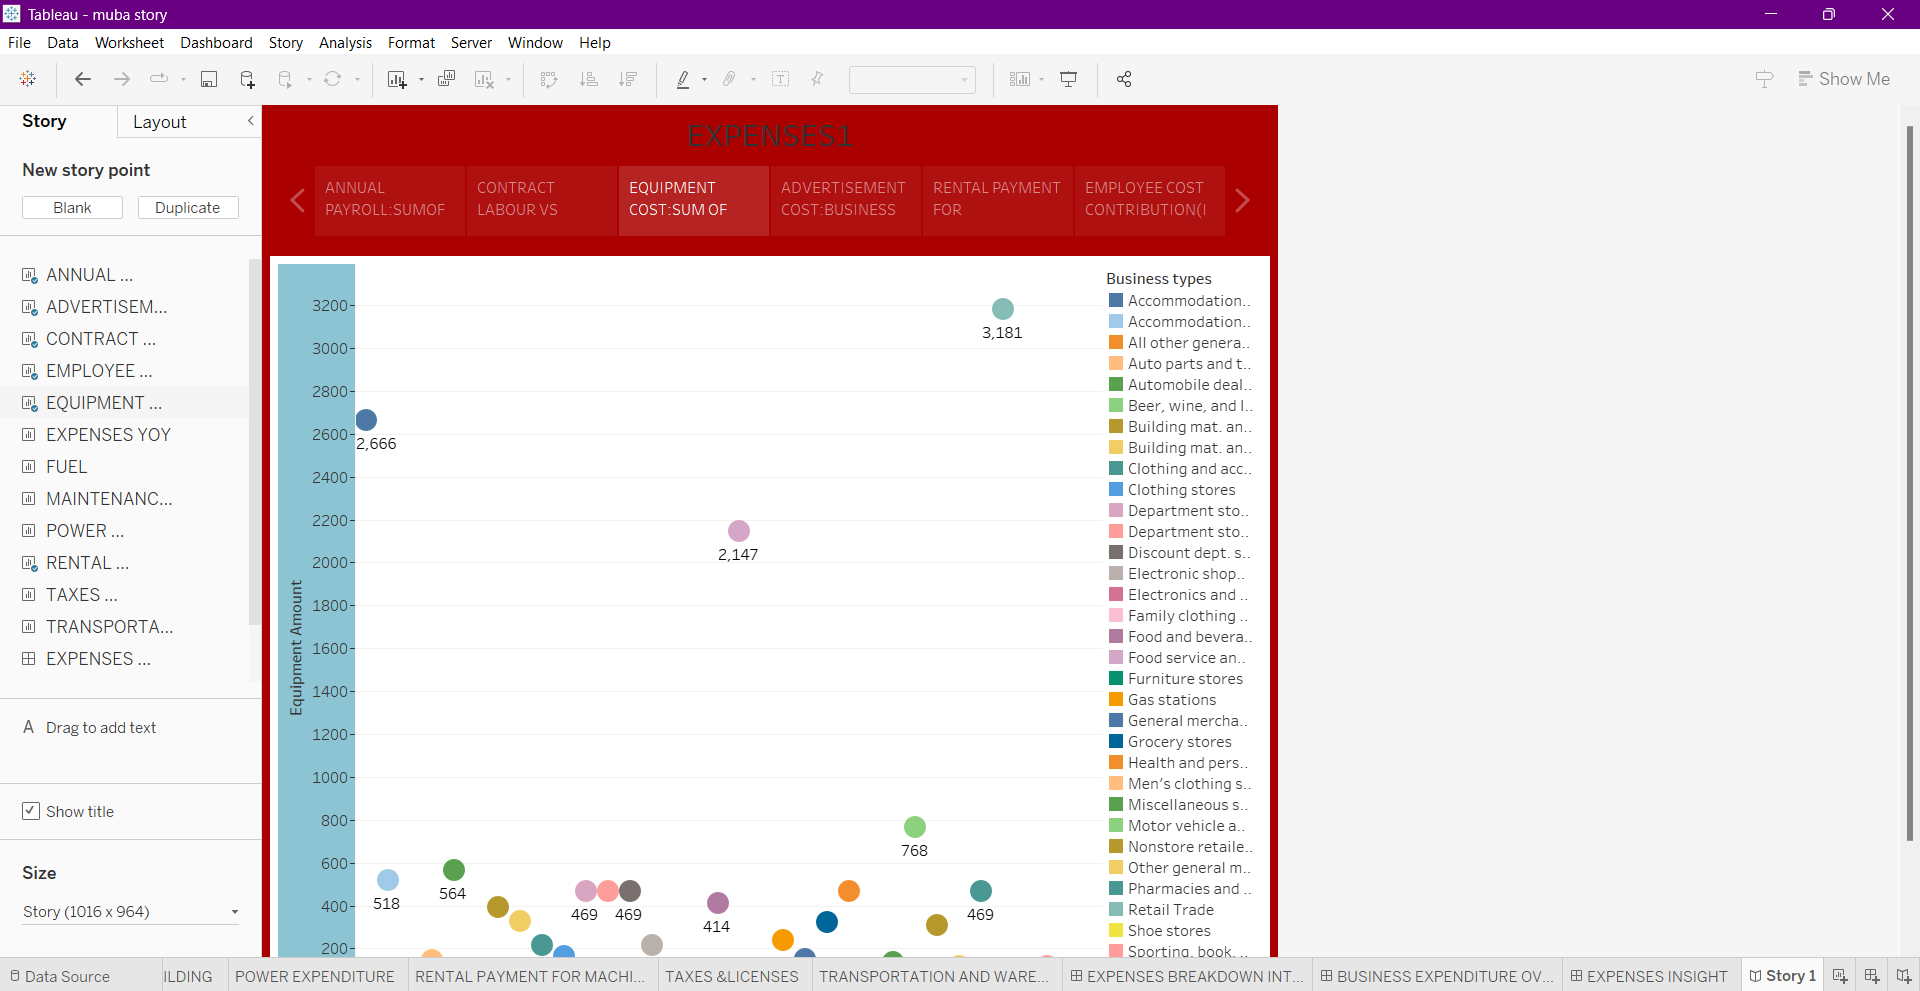 Tableau - muba story
File Data Worksheet Dashboard Story Analysis Format Server Window Help
Show Me
Story
Layout
New story point
Blank
Duplicate
ANNUAL ...
ADVERTISEM...
CONTRACT ...
EMPLOYEE ...
EQUIPMENT ...
EXPENSES YOY
FUEL
MAINTENANC...
POWER ...
RENTAL ...
TAXES ...
TRANSPORTA...
EXPENSES ...
A Drag to add text
Show title
Size
Story (1016 x 964)
EXPENSES1
ANNUAL
PAYROLL:SUMOF
CONTRACT
LABOUR VS
EQUIPMENT
COST:SUM OF
ADVERTISEMENT
COST:BUSINESS
RENTAL PAYMENT
FOR
EMPLOYEE COST
CONTRIBUTION(I
Equipment Amount
3200
3000
2800
2600
2400
2200
2000
1800
1600
1400
1200
1000
800
600
400
200
3,181
2,666
2,147
768
564
518
469
469
414
469
Business types
Accommodation..
Accommodation..
All other genera..
Auto parts and t..
Automobile deal..
Beer, wine, and l..
Building mat. an..
Building mat. an..
Clothing and acc..
Clothing stores
Department sto..
Department sto..
Discount dept. s..
Electronic shop..
Electronics and ..
Family clothing ..
Food and bevera..
Food service an..
Furniture stores
Gas stations
General mercha..
Grocery stores
Health and pers..
Men's clothing s..
Miscellaneous s..
Motor vehicle a..
Nonstore retaile..
Other general m..
Pharmacies and ..
Retail Trade
Shoe stores
Sporting, book, ..
Data Source
ILDING
POWER EXPENDITURE
RENTAL PAYMENT FOR MACHI...
TAXES &LICENSES
TRANSPORTATION AND WARE...
EXPENSES BREAKDOWN INT...
BUSINESS EXPENDITURE OV...
EXPENSES INSIGHT
Story 1